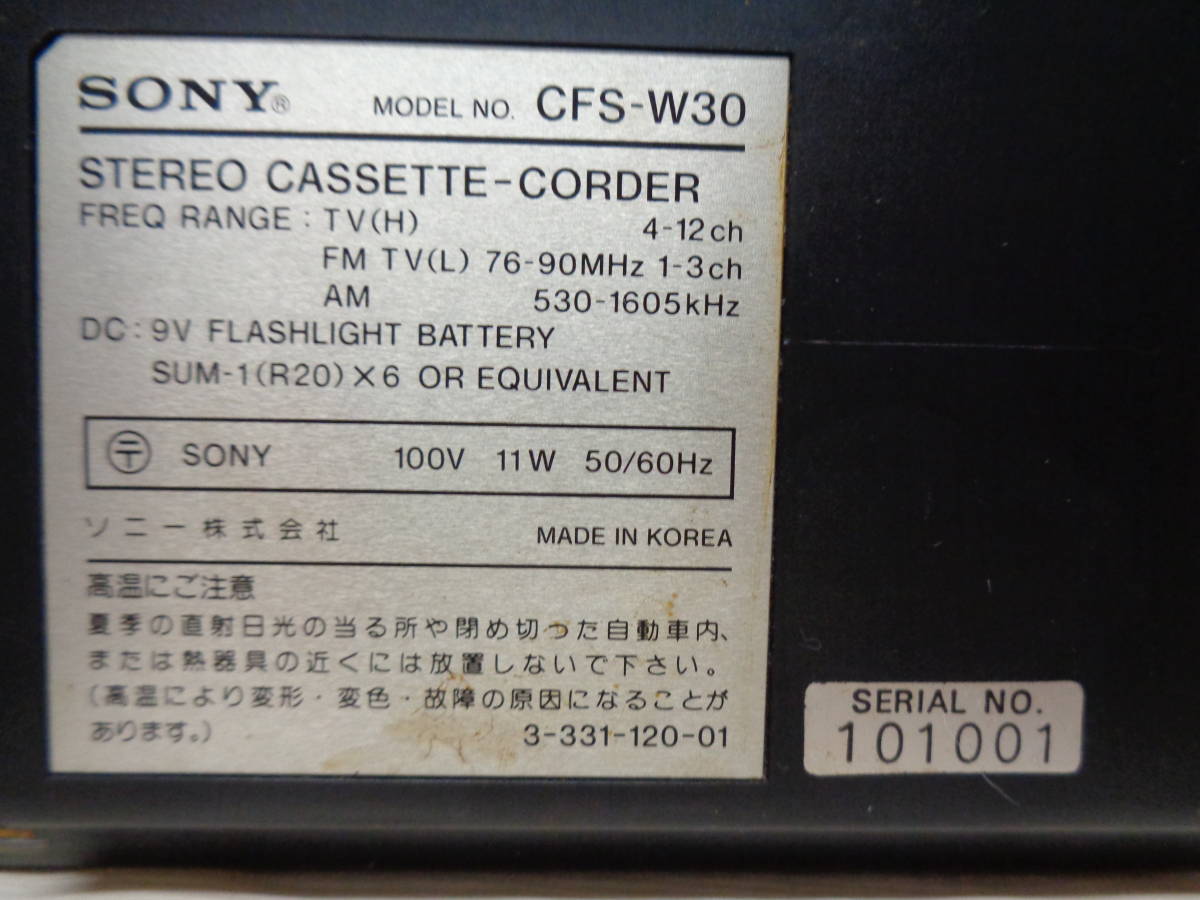 SONY® MODEL NO. CFS-W30
STEREO CASSETTE-CORDER
FREQ RANGE : TV(H) 4-12ch
FM TV(L) 76-90MHz 1-3ch
AM 530-1605kHz
DC : 9V FLASHLIGHT BATTERY
SUM-1(R20)×6 OR EQUIVALENT
〒 SONY 100V 11W 50/60Hz
ソニー株式会社 MADE IN KOREA
高温にご注意
夏季の直射日光の当る所や閉め切った自動車内、
または熱器具の近くには放置しないで下さい。
(高温により変形・変色・故障の原因になることが
あります。) 3-331-120-01
SERIAL NO.
101001